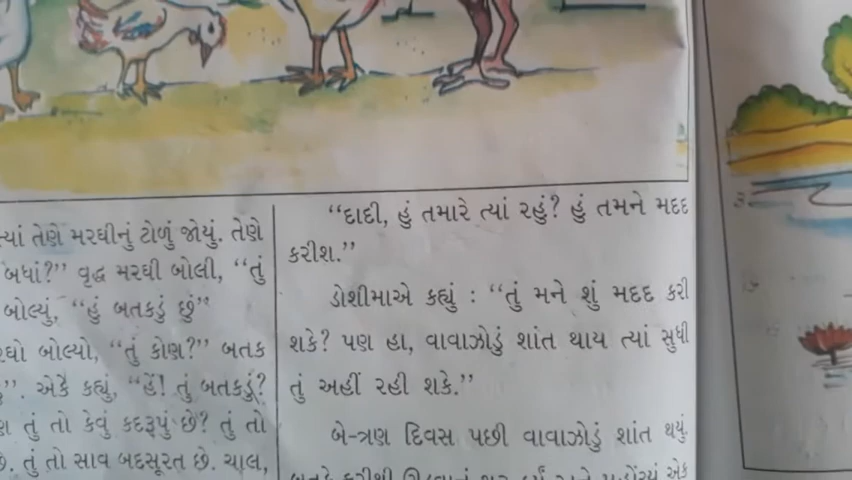 ત્યાં તેણે મરઘીનું ટોળું જોયું. તેણે
બધાં?” વૃદ્ધ મરઘી બોલી, “તું
બોલ્યું, “હું બતકડું છું”
બોલ્યો, “તું કોણ?” બતક
એકે કહ્યું, “હેં! તું બતકડું?
તું તો કેવું કદરૂપું છે? તું તો
તું તો સાવ બદસૂરત છે. ચાલ,
“દાદી, હું તમારે ત્યાં રહું? હું તમને મદદ
કરીશ.”
ડોશીમાએ કહ્યું : “તું મને શું મદદ કરી
શકે? પણ હા, વાવાઝોડું શાંત થાય ત્યાં સુધી
તું અહીં રહી શકે.”
બે-ત્રણ દિવસ પછી વાવાઝોડું શાંત થયું.